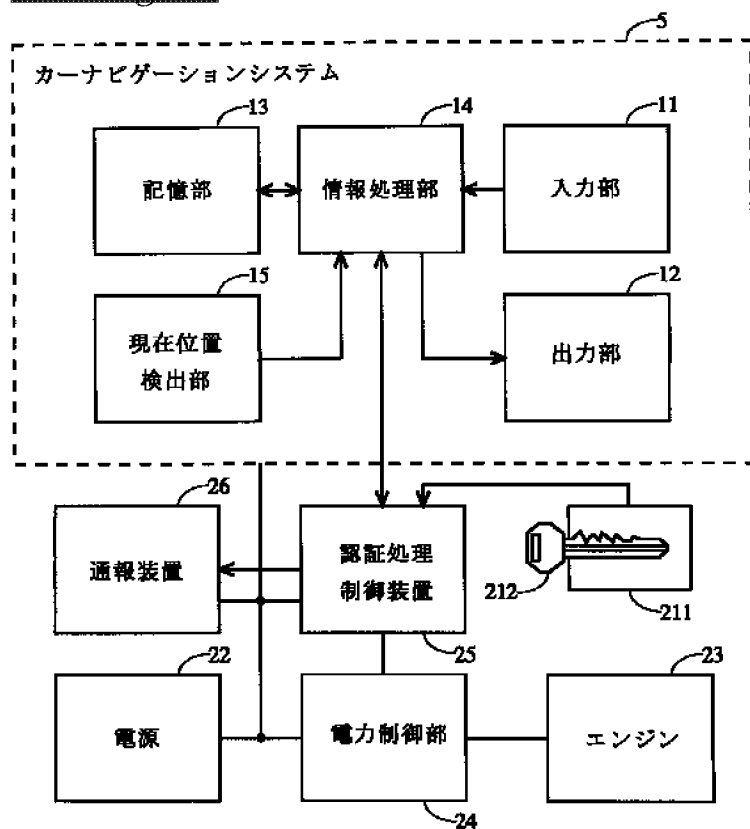 5
カーナビゲーションシステム
13
14
11
記憶部
情報処理部
入力部
15
12
現在位置
検出部
出力部
26
通報装置
認証処理
制御装置
212
211
25
22
23
電源
電力制御部
エンジン
24